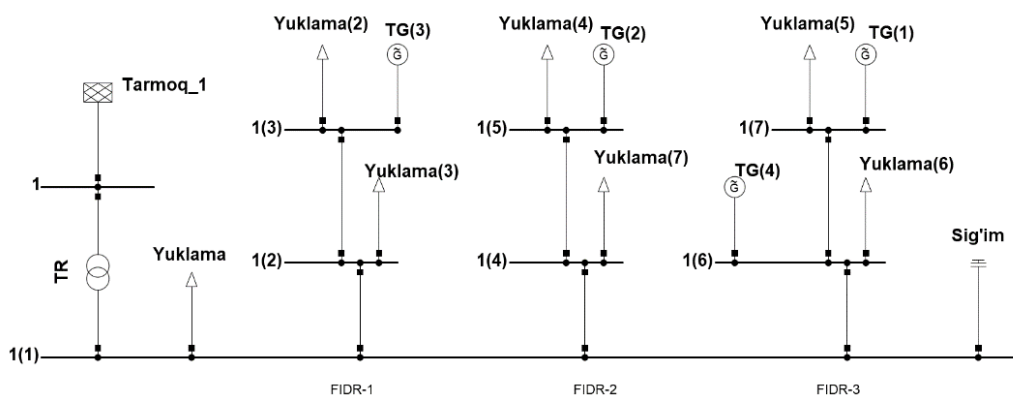 Yuklama(2)
TG(3)
Yuklama(4)
TG(2)
Yuklama(5)
TG(1)
G̃
G̃
G̃
Tarmoq_1
1(3)
1(5)
1(7)
Yuklama(3)
Yuklama(7)
TG(4)
Yuklama(6)
G̃
1
TR
Yuklama
1(2)
1(4)
1(6)
Sig'im
1(1)
FIDR-1
FIDR-2
FIDR-3